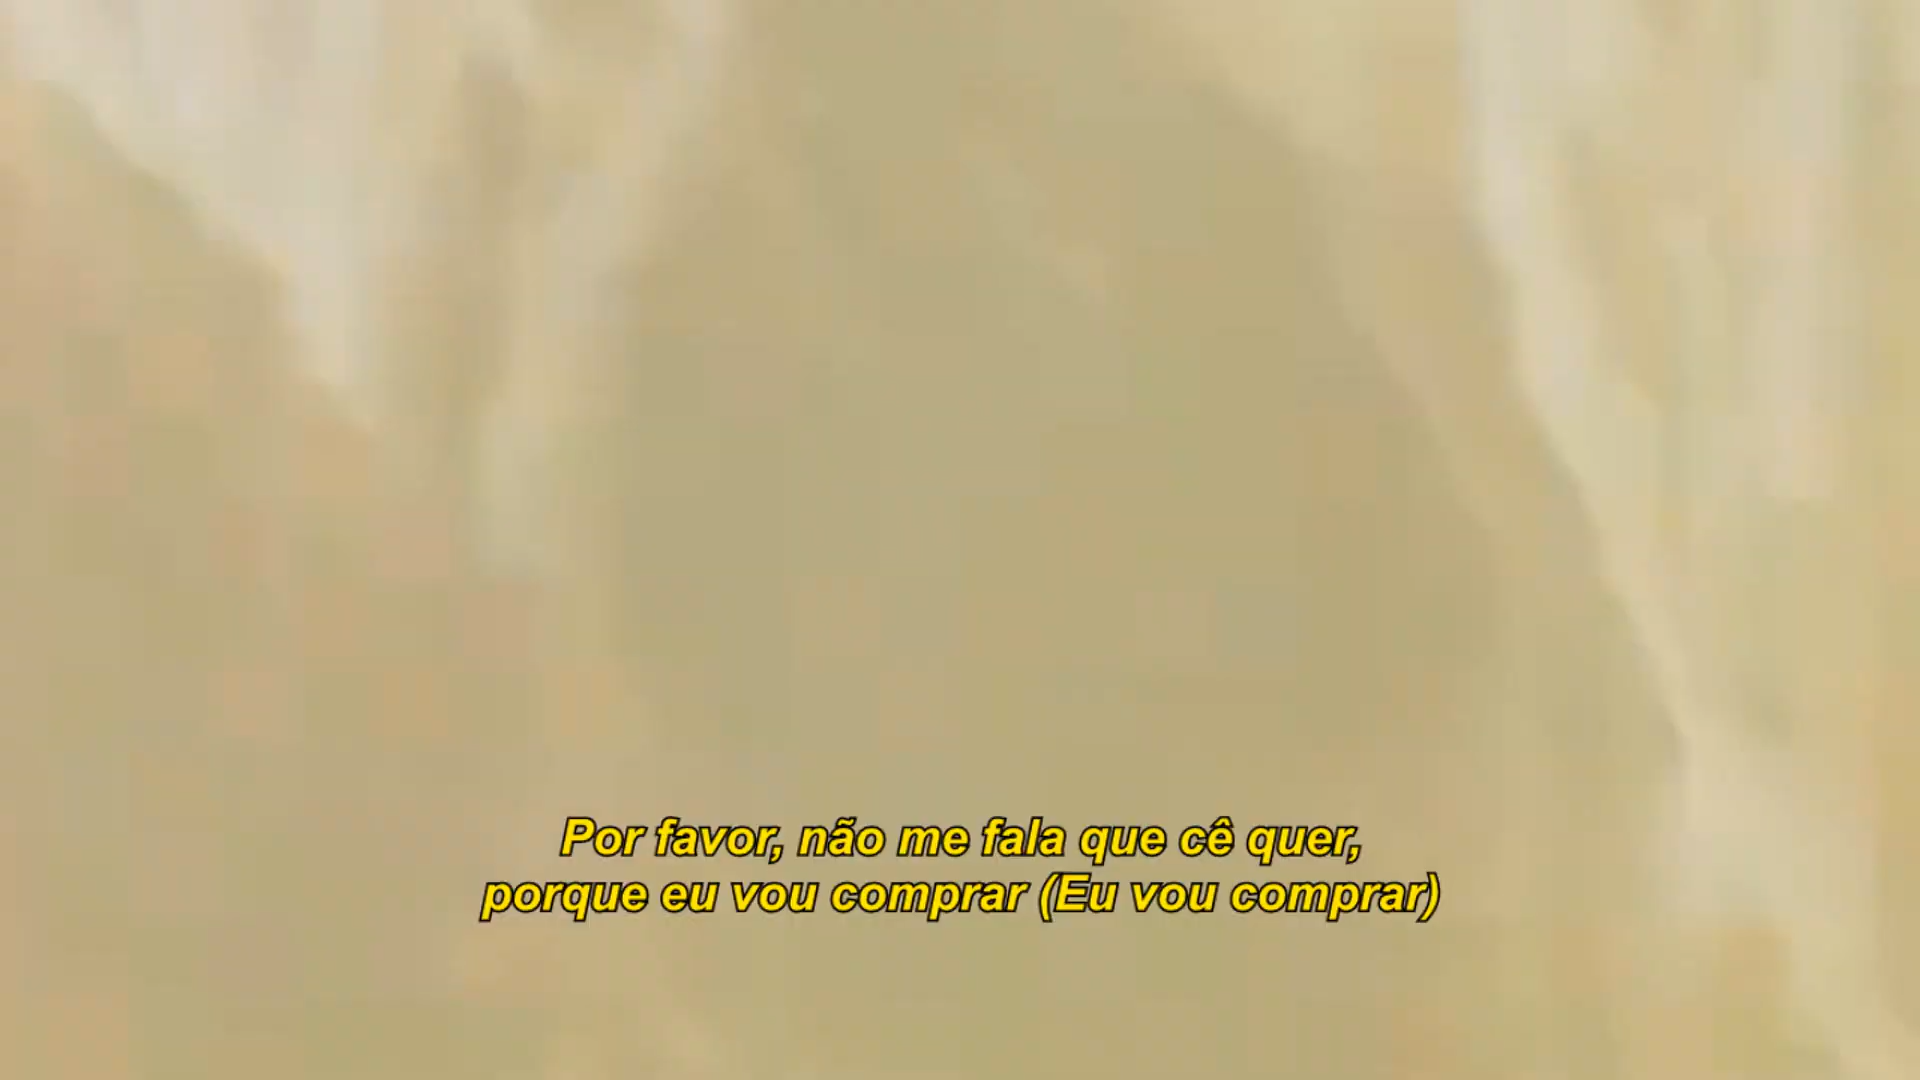 Por favor, não me fala que cê quer,
porque eu vou comprar (Eu vou comprar)